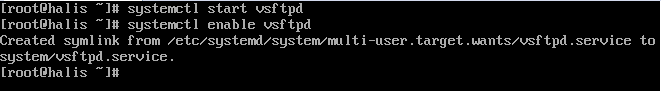 [root@halis ~]# systemctl start vsftpd
[root@halis ~]# systemctl enable vsftpd
Created symlink from /etc/systemd/system/multi-user.target.wants/vsftpd.service to
system/vsftpd.service.
[root@halis ~]#